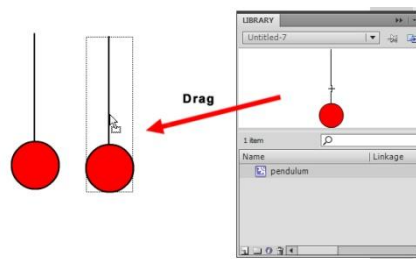 LIBRARY
Untitled-7
Drag
1 item
Name
Linkage
pendulum